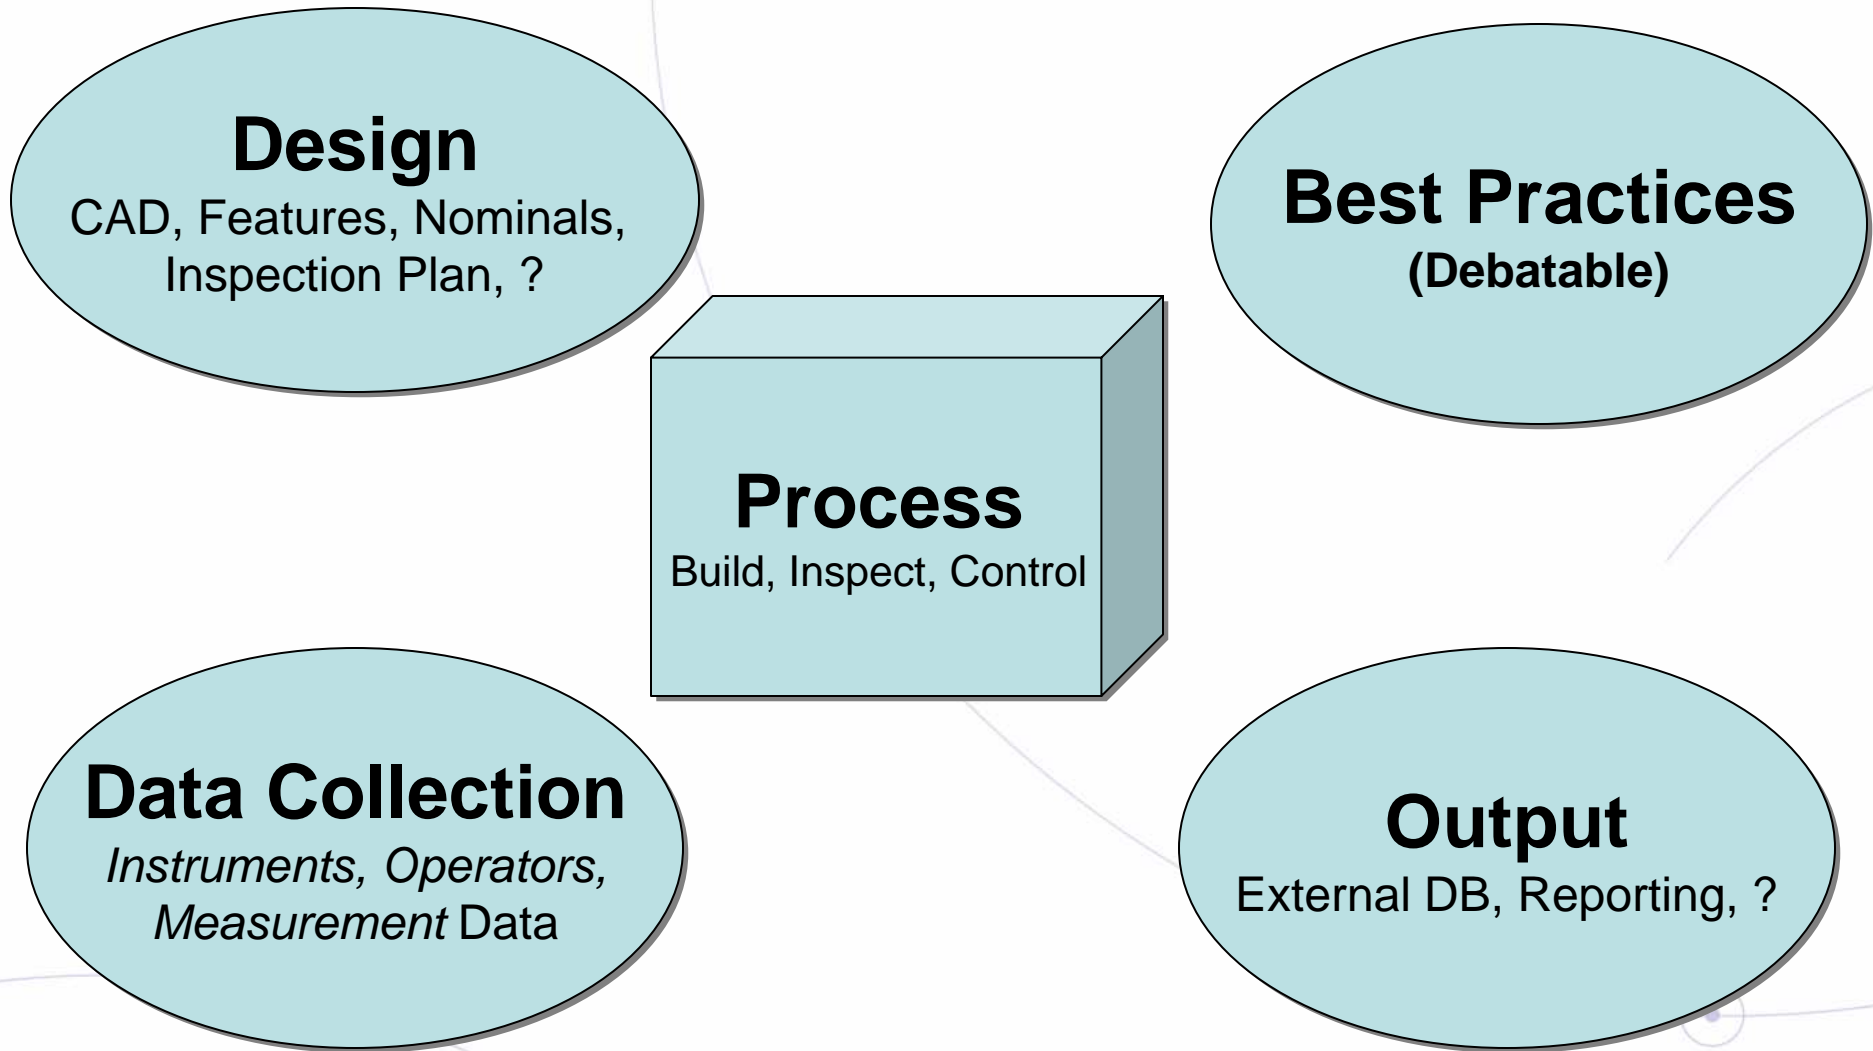 Design
CAD, Features, Nominals,
Inspection Plan, ?
Best Practices
(Debatable)
Process
Build, Inspect, Control
Data Collection
Instruments, Operators,
Measurement Data
Output
External DB, Reporting, ?